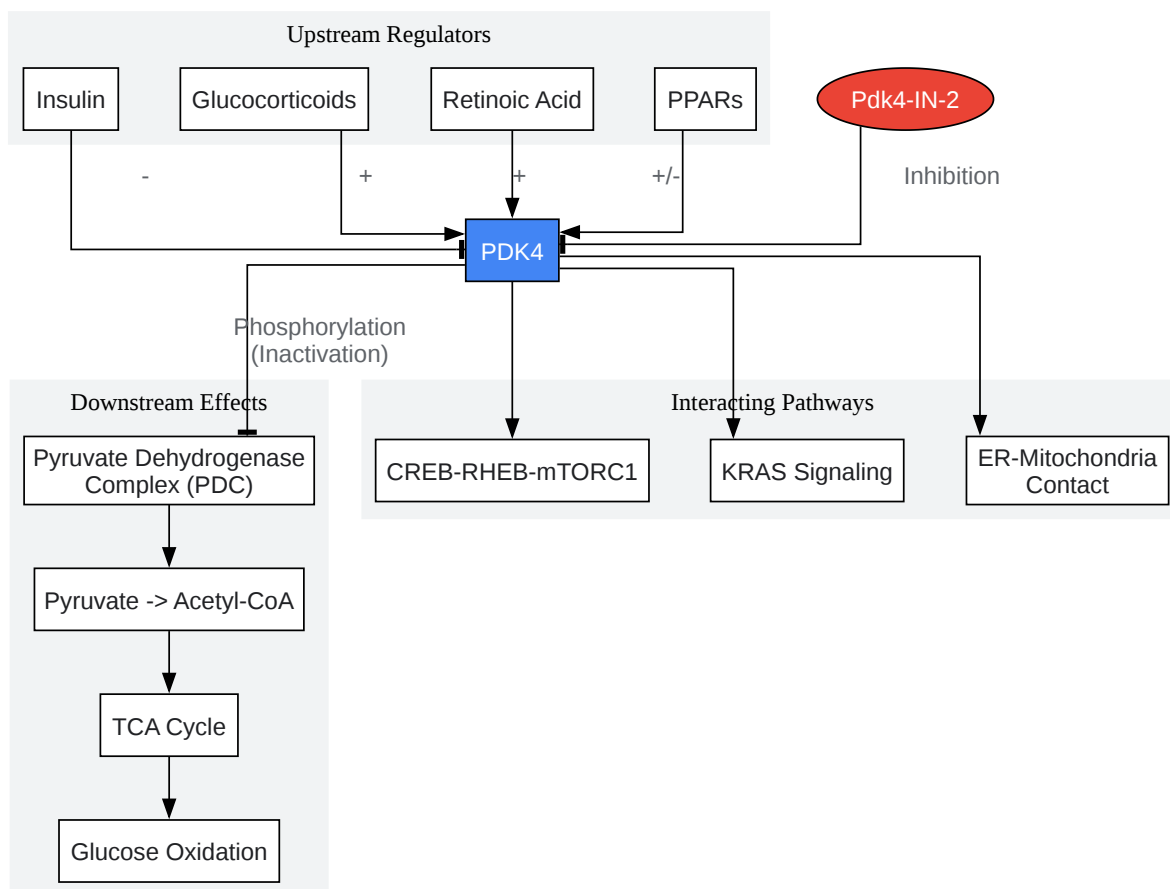 Upstream Regulators
Insulin
Glucocorticoids
Retinoic Acid
PPARs
Pdk4-IN-2
-
+
+
+/-
Inhibition
PDK4
Phosphorylation
(Inactivation)
Downstream Effects
Interacting Pathways
Pyruvate Dehydrogenase
Complex (PDC)
CREB-RHEB-mTORC1
KRAS Signaling
ER-Mitochondria
Contact
Pyruvate -> Acetyl-CoA
TCA Cycle
Glucose Oxidation